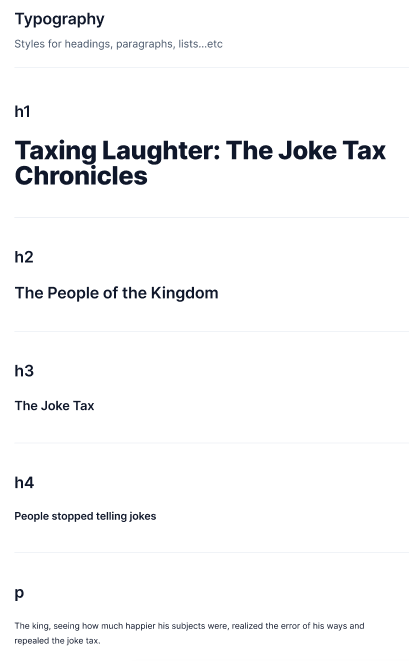 Typography
Styles for headings, paragraphs, lists...etc
h1
Taxing Laughter: The Joke Tax
Chronicles
h2
The People of the Kingdom
h3
The Joke Tax
h4
People stopped telling jokes
p
The king, seeing how much happier his subjects were, realized the error of his ways and
repealed the joke tax.